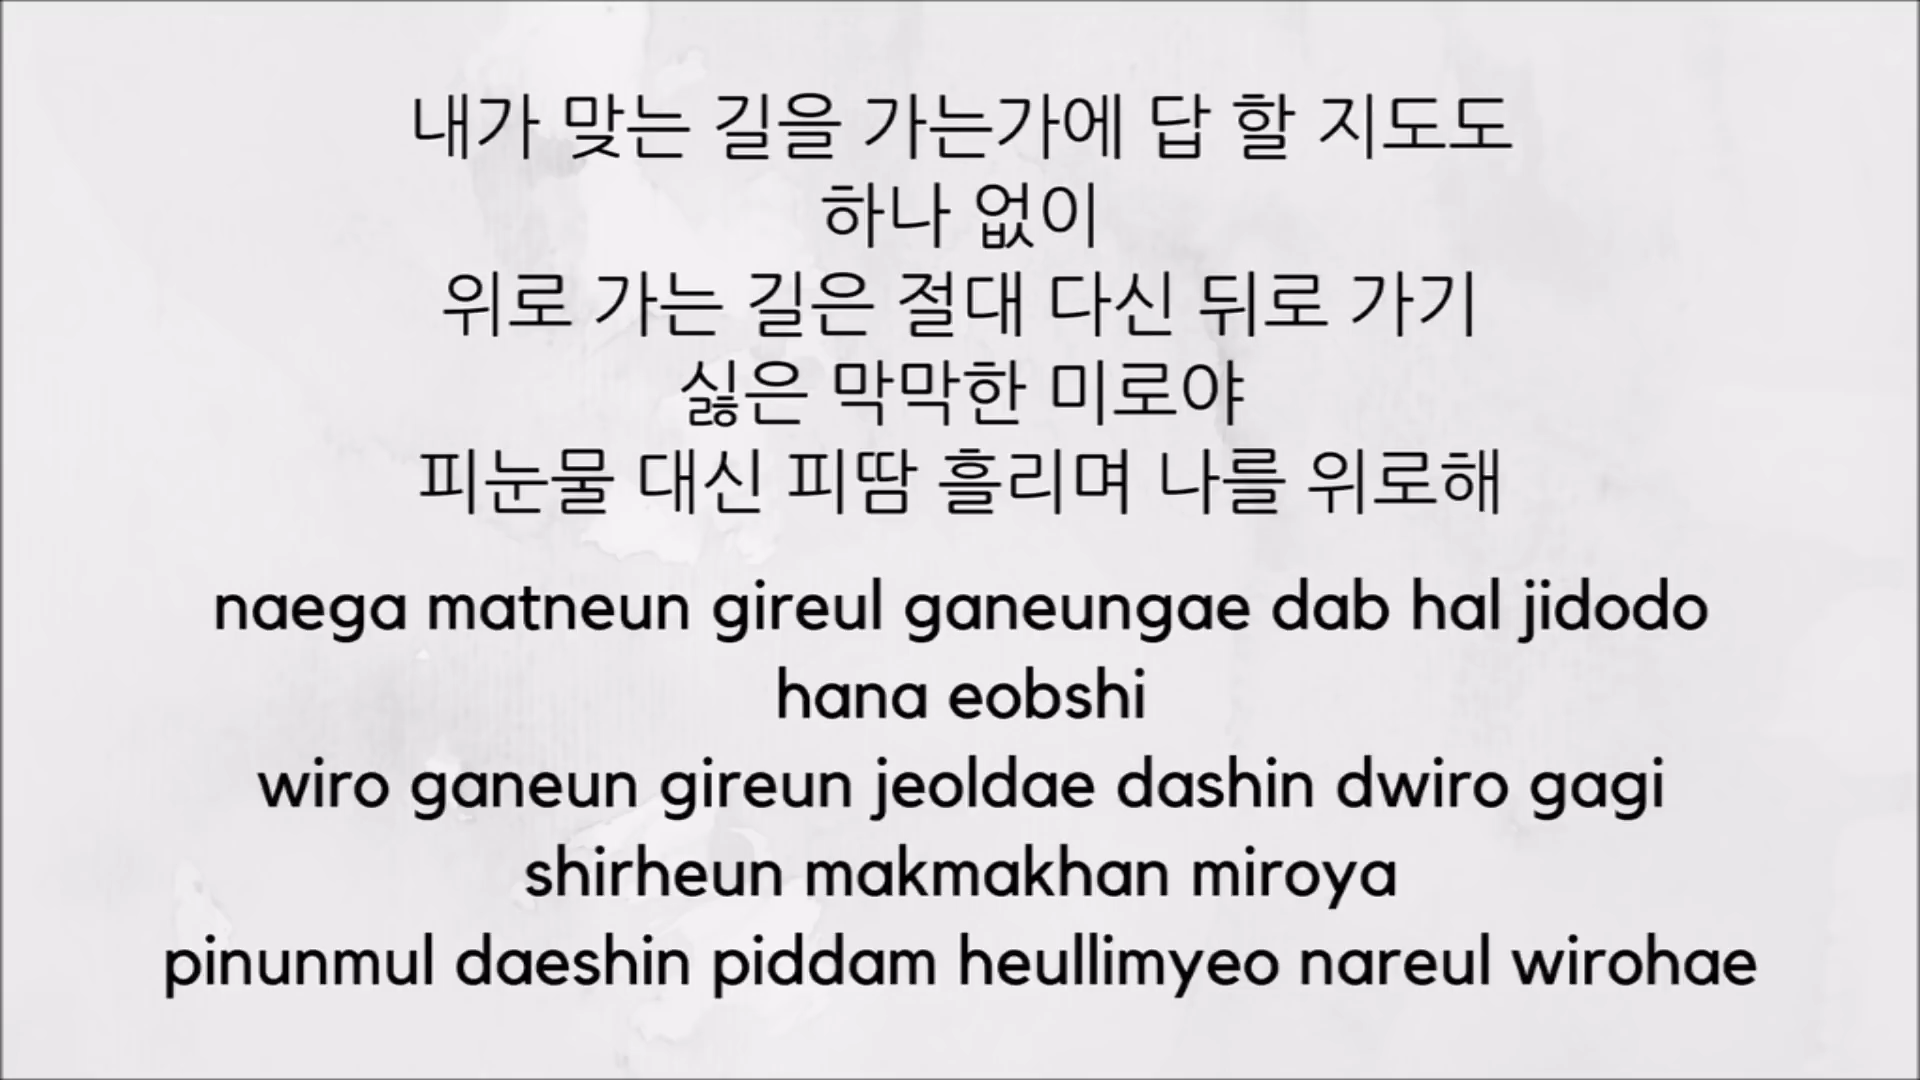 내가 맞는 길을 가는가에 답 할 지도도
하나 없이
위로 가는 길은 절대 다신 뒤로 가기
싫은 막막한 미로야
피눈물 대신 피땀 흘리며 나를 위로해
naega matneun gireul ganeungae dab hal jidodo
hana eobshi
wiro ganeun gireun jeoldae dashin dwiro gagi
shirheun makmakhan miroya
pinunmul daeshin piddam heullimyeo nareul wirohae